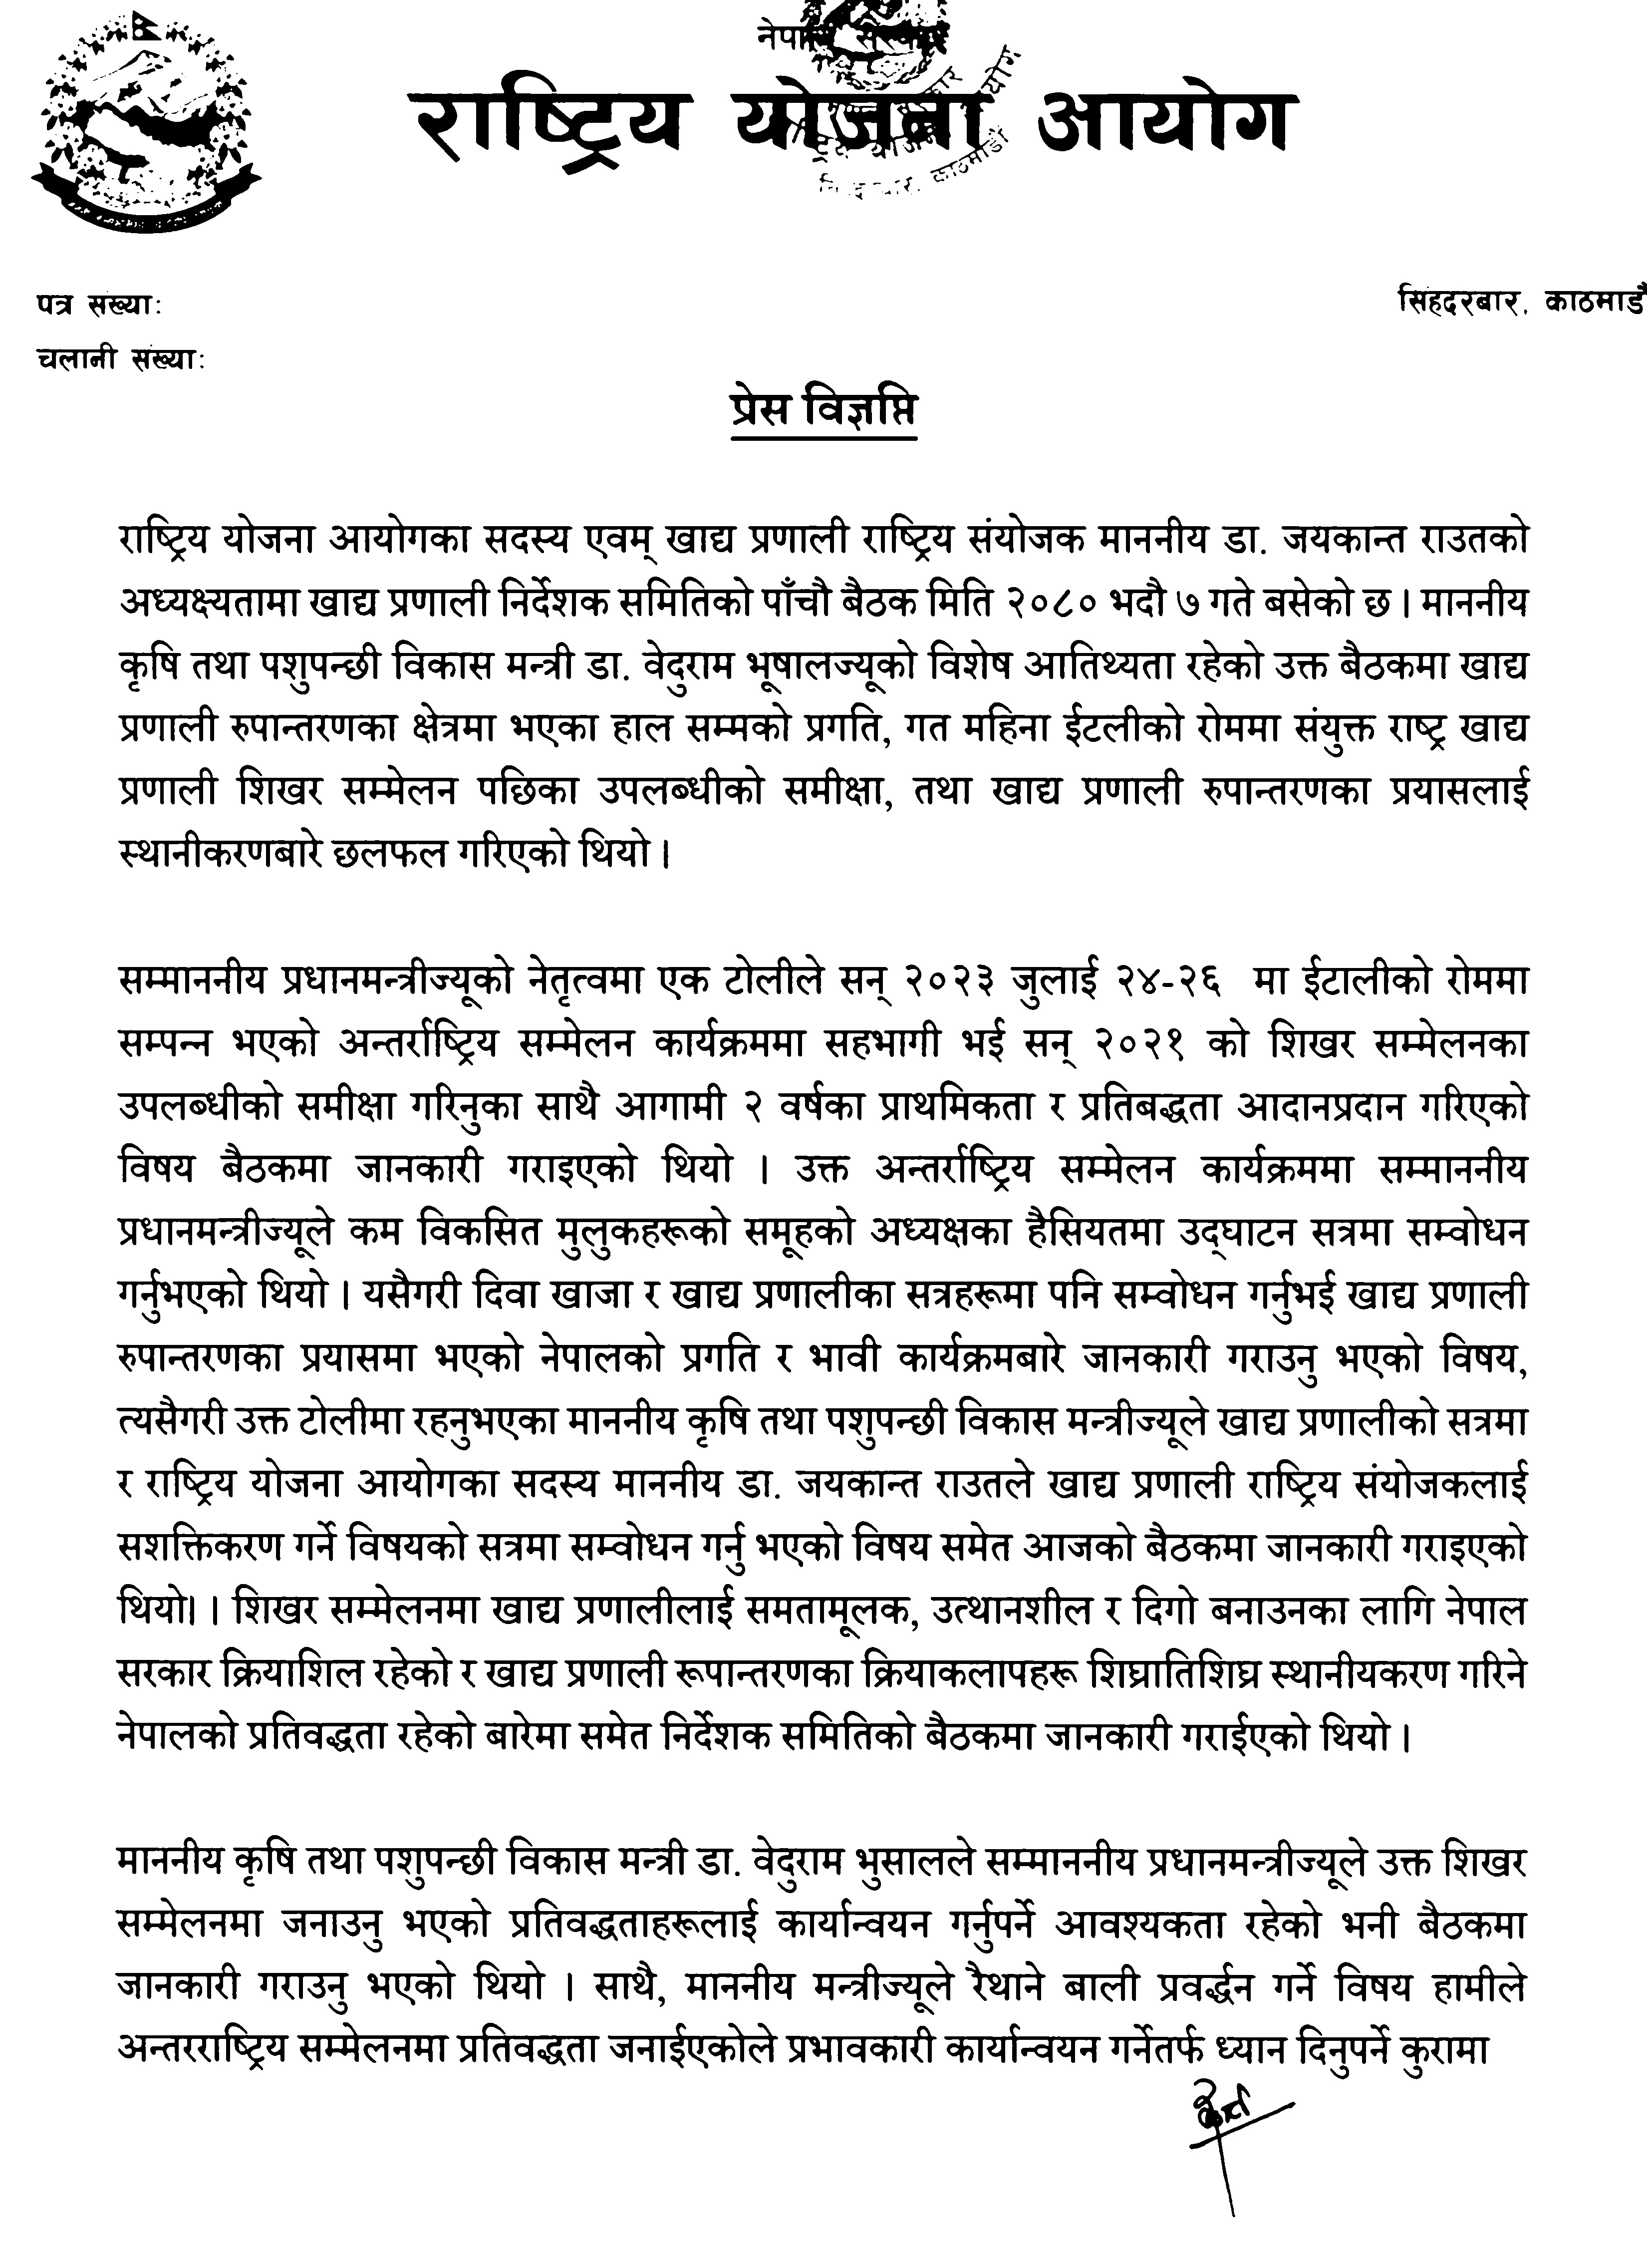 नेपाल सरकार
राष्ट्रिय योजना आयोग
पत्र संख्या:
सिंहदरबार, काठमाडौं
चलानी संख्या:
प्रेस विज्ञप्ति
राष्ट्रिय योजना आयोगका सदस्य एवम् खाद्य प्रणाली राष्ट्रिय संयोजक माननीय डा. जयकान्त राउतको
अध्यक्ष्यतामा खाद्य प्रणाली निर्देशक समितिको पाँचौ बैठक मिति २०८० भदौ ७ गते बसेको छ। माननीय
कृषि तथा पशुपन्छी विकास मन्त्री डा. वेदुराम भूषालज्यूको विशेष आतिथ्यता रहेको उक्त बैठकमा खाद्य
प्रणाली रुपान्तरणका क्षेत्रमा भएका हाल सम्मको प्रगति, गत महिना ईटलीको रोममा संयुक्त राष्ट्र खाद्य
प्रणाली शिखर सम्मेलन पछिका उपलब्धीको समीक्षा, तथा खाद्य प्रणाली रुपान्तरणका प्रयासलाई
स्थानीकरणबारे छलफल गरिएको थियो।
सम्माननीय प्रधानमन्त्रीज्यूको नेतृत्वमा एक टोलीले सन् २०२३ जुलाई २४-२६ मा ईटालीको रोममा
सम्पन्न भएको अन्तर्राष्ट्रिय सम्मेलन कार्यक्रममा सहभागी भई सन् २०२१ को शिखर सम्मेलनका
उपलब्धीको समीक्षा गरिनुका साथै आगामी २ वर्षका प्राथमिकता र प्रतिबद्धता आदानप्रदान गरिएको
विषय बैठकमा जानकारी गराइएको थियो । उक्त अन्तर्राष्ट्रिय सम्मेलन कार्यक्रममा सम्माननीय
प्रधानमन्त्रीज्यूले कम विकसित मुलुकहरूको समूहको अध्यक्षका हैसियतमा उद्‌घाटन सत्रमा सम्वोधन
गर्नुभएको थियो। यसैगरी दिवा खाजा र खाद्य प्रणालीका सत्रहरूमा पनि सम्वोधन गर्नुभई खाद्य प्रणाली
रुपान्तरणका प्रयासमा भएको नेपालको प्रगति र भावी कार्यक्रमबारे जानकारी गराउनु भएको विषय,
त्यसैगरी उक्त टोलीमा रहनुभएका माननीय कृषि तथा पशुपन्छी विकास मन्त्रीज्यूले खाद्य प्रणालीको सत्रमा
र राष्ट्रिय योजना आयोगका सदस्य माननीय डा. जयकान्त राउतले खाद्य प्रणाली राष्ट्रिय संयोजकलाई
सशक्तिकरण गर्ने विषयको सत्रमा सम्वोधन गर्नु भएको विषय समेत आजको बैठकमा जानकारी गराइएको
थियो।। शिखर सम्मेलनमा खाद्य प्रणालीलाई समतामूलक, उत्थानशील र दिगो बनाउनका लागि नेपाल
सरकार क्रियाशिल रहेको र खाद्य प्रणाली रूपान्तरणका क्रियाकलापहरू शिघ्रातिशिघ्र स्थानीयकरण गरिने
नेपालको प्रतिवद्धता रहेको बारेमा समेत निर्देशक समितिको बैठकमा जानकारी गराईएको थियो।
माननीय कृषि तथा पशुपन्छी विकास मन्त्री डा. वेदुराम भुसालले सम्माननीय प्रधानमन्त्रीज्यूले उक्त शिखर
सम्मेलनमा जनाउनु भएको प्रतिवद्धताहरूलाई कार्यान्वयन गर्नुपर्ने आवश्यकता रहेको भनी बैठकमा
जानकारी गराउनु भएको थियो । साथै, माननीय मन्त्रीज्यूले रैथाने बाली प्रवर्द्धन गर्ने विषय हामीले
अन्तरराष्ट्रिय सम्मेलनमा प्रतिवद्धता जनाईएकोले प्रभावकारी कार्यान्वयन गर्नेतर्फ ध्यान दिनुपर्ने कुरामा